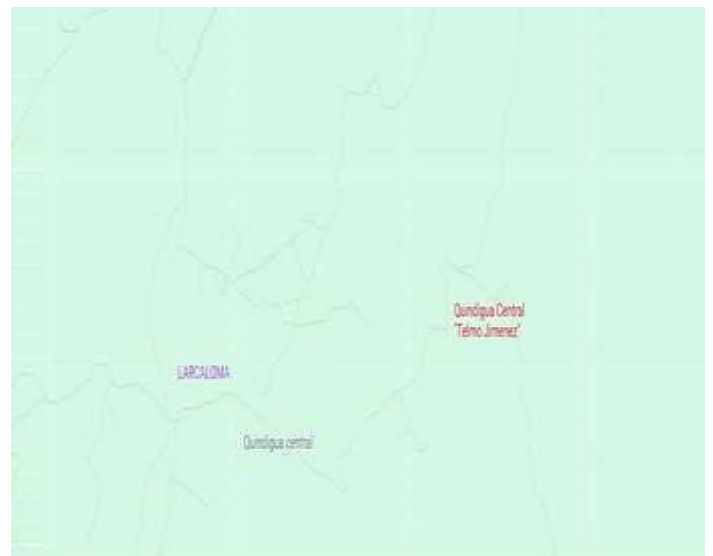 Quindigua Central
"Telmo Jimenez"
LARCALOMA
Quindigua central